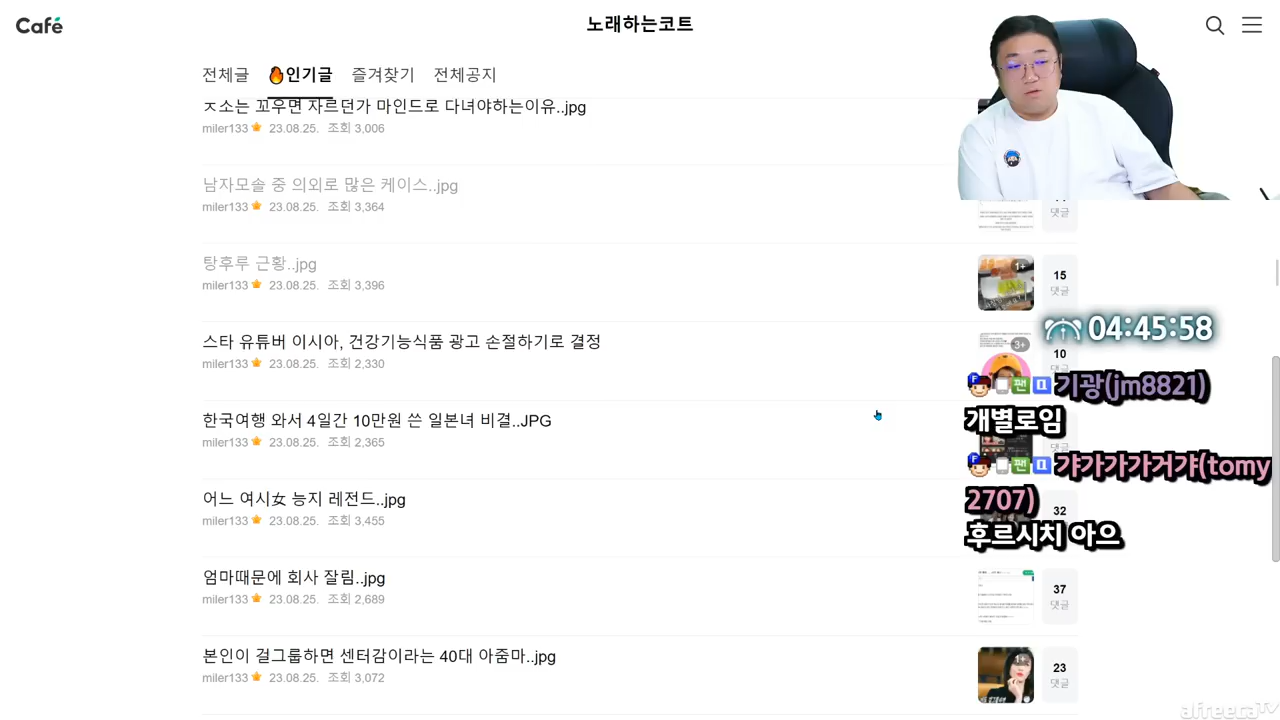 Café
노래하는코트
전체글 🔥인기글 즐겨찾기 전체공지
ㅈ소는 꼬우면 자르던가 마인드로 다녀야하는이유..jpg
miler133 23.08.25. 조회 3,006
남자모솔 중 의외로 많은 케이스..jpg
miler133 23.08.25. 조회 3,364
댓글
탕후루 근황..jpg
miler133 23.08.25. 조회 3,396
1+
15
댓글
04:45:58
스타 유튜버 미시아, 건강기능식품 광고 손절하기로 결정
miler133 23.08.25. 조회 2,301
3+
10
댓글
기광(jm8821)
개별로임
한국여행 와서 4일간 10만원 쓴 일본녀 비결..JPG
miler133 23.08.25. 조회 2,365
댓글
갸가가가거갸(tomy
2707)
후르시치 아으
어느 여시女 능지 레전드..jpg
miler133 23.08.25. 조회 3,455
32
엄마때문에 회사 잘림..jpg
miler133 23.08.25. 조회 2,989
37
댓글
본인이 걸그룹하면 센터감이라는 40대 아줌마..jpg
miler133 23.08.25. 조회 3,072
1+
23
댓글
afreecaTV